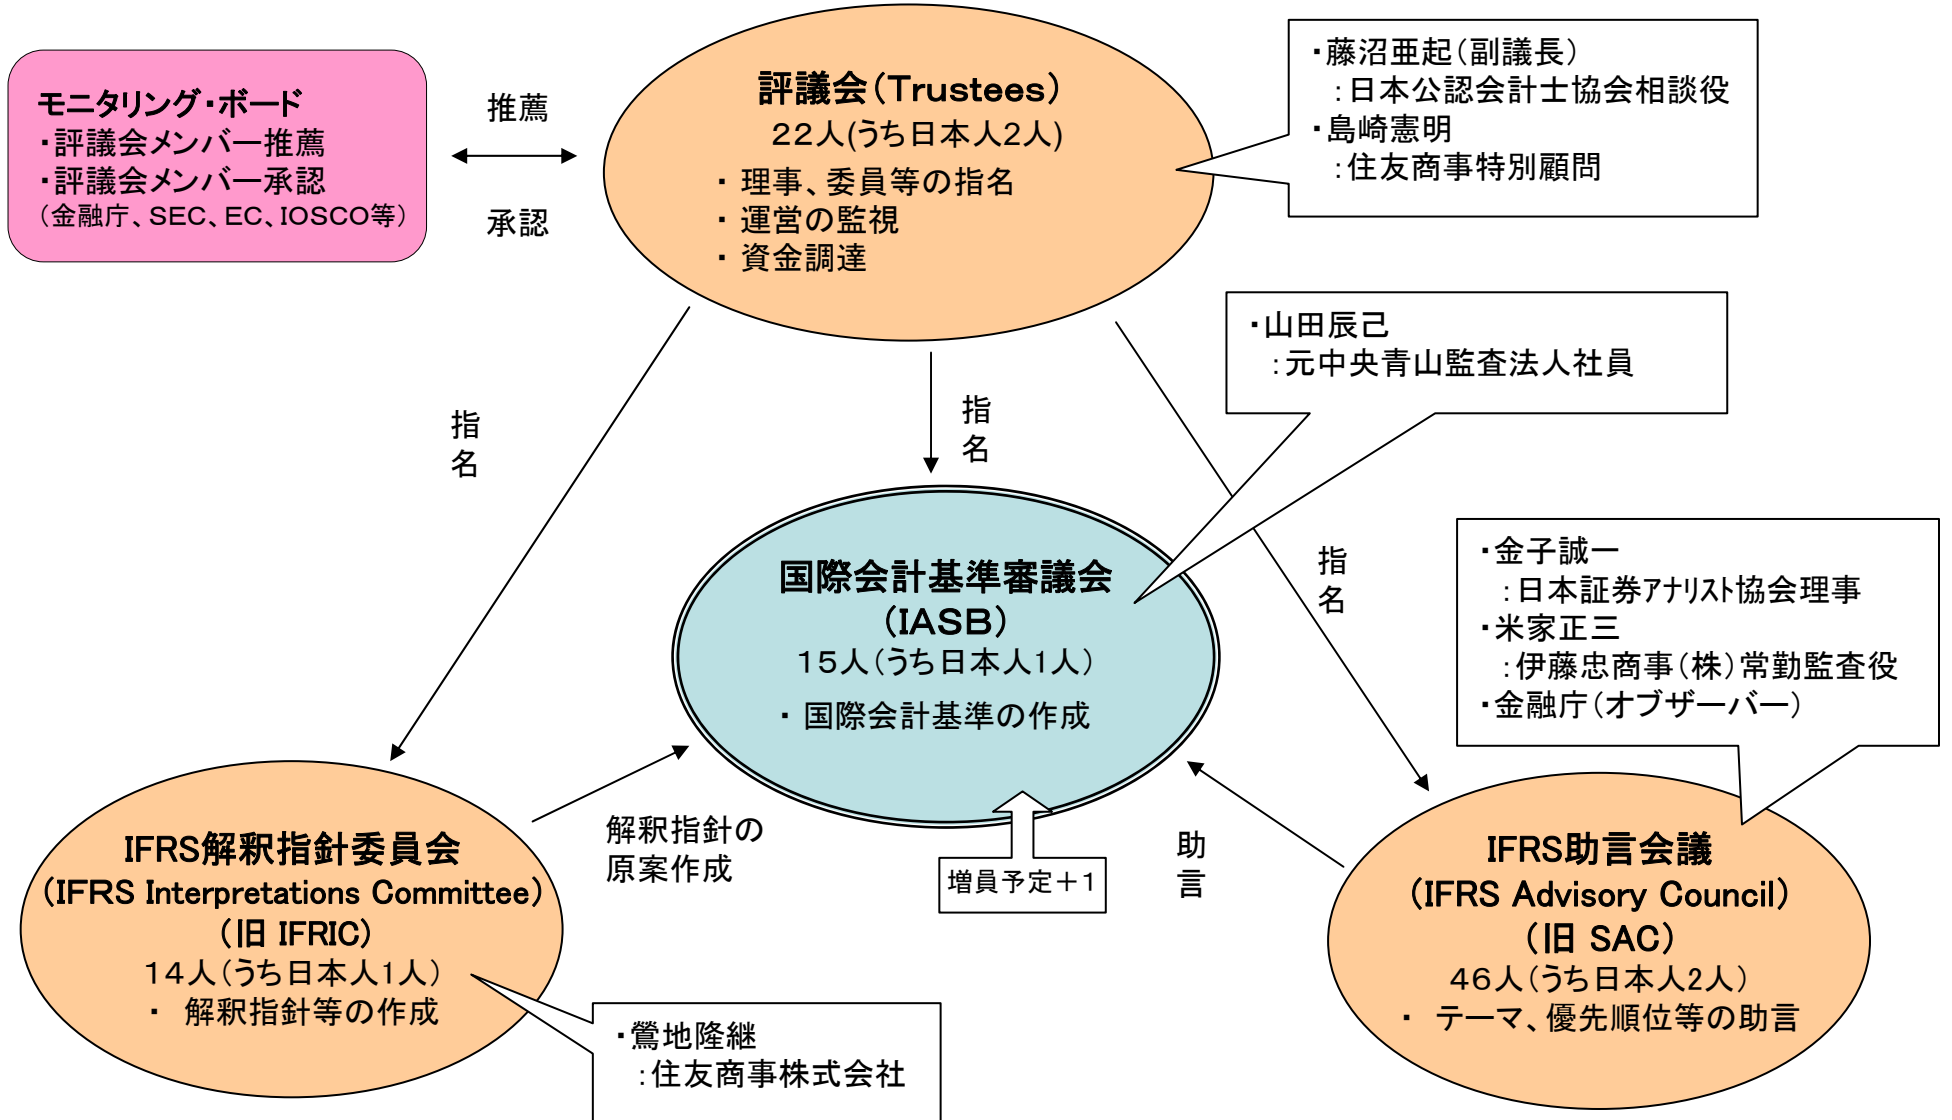 モニタリング・ボード
・評議会メンバー推薦
・評議会メンバー承認
（金融庁、SEC、EC、IOSCO等）
推薦
承認
評議会（Trustees）
２２人(うち日本人２人)
・ 理事、委員等の指名
・ 運営の監視
・ 資金調達
・藤沼亜起（副議長）
：日本公認会計士協会相談役
・島崎憲明
：住友商事特別顧問
・山田辰己
：元中央青山監査法人社員
指名
指名
指名
国際会計基準審議会
（IASB）
１５人（うち日本人１人）
・ 国際会計基準の作成
増員予定＋１
・金子誠一
：日本証券アナリスト協会理事
・米家正三
：伊藤忠商事（株）常勤監査役
・金融庁（オブザーバー）
解釈指針の
原案作成
助言
IFRS解釈指針委員会
（IFRS Interpretations Committee）
（旧 IFRIC）
１４人（うち日本人１人）
・ 解釈指針等の作成
・鶯地隆継
：住友商事株式会社
IFRS助言会議
（IFRS Advisory Council）
（旧 SAC）
４６人（うち日本人２人）
・ テーマ、優先順位等の助言